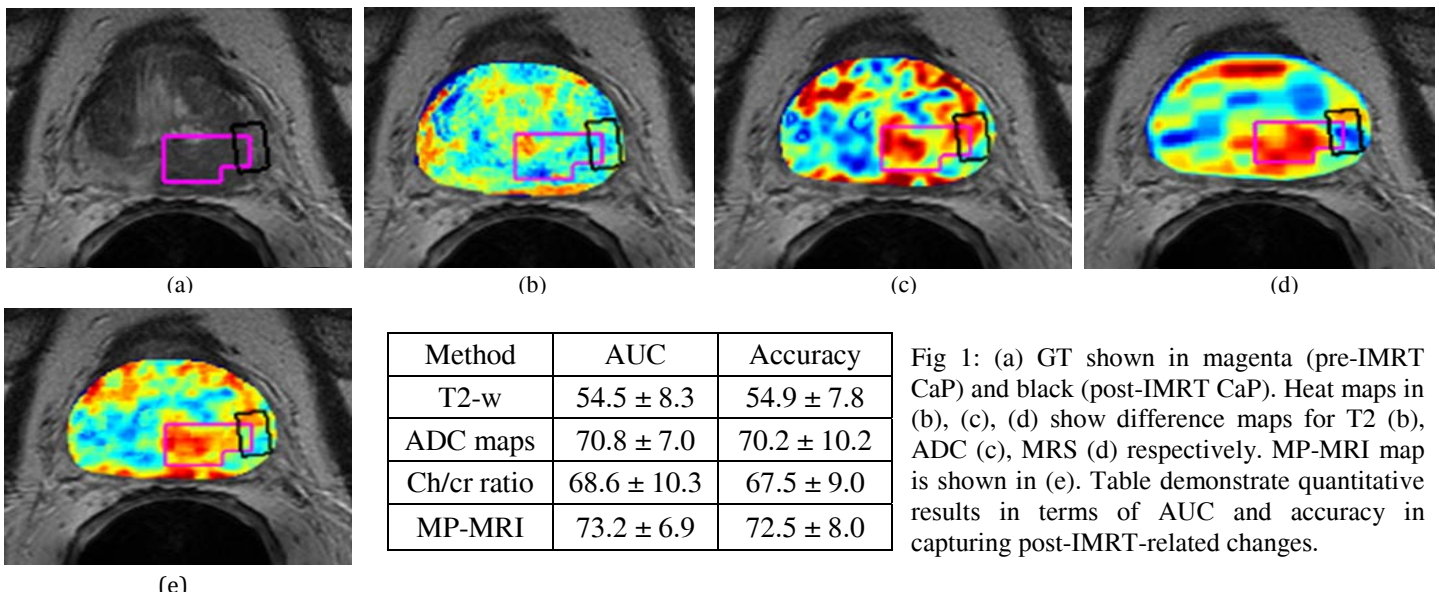 (a)
(b)
(c)
(d)
(e)
Method AUC Accuracy
T2-w 54.5 ± 8.3 54.9 ± 7.8
ADC maps 70.8 ± 7.0 70.2 ± 10.2
Ch/cr ratio 68.6 ± 10.3 67.5 ± 9.0
MP-MRI 73.2 ± 6.9 72.5 ± 8.0
Fig 1: (a) GT shown in magenta (pre-IMRT
CaP) and black (post-IMRT CaP). Heat maps in
(b), (c), (d) show difference maps for T2 (b),
ADC (c), MRS (d) respectively. MP-MRI map
is shown in (e). Table demonstrate quantitative
results in terms of AUC and accuracy in
capturing post-IMRT-related changes.